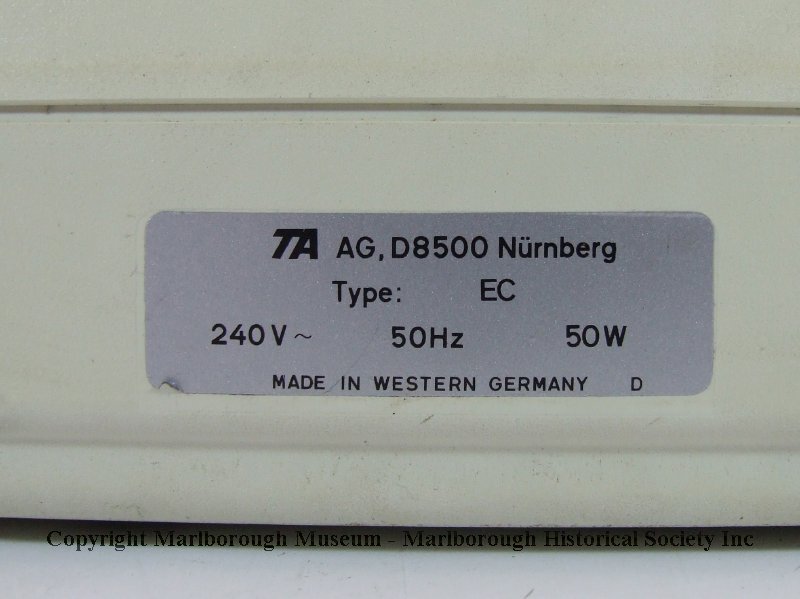 TA AG, D8500 Nürnberg
Type: EC
240V~ 50Hz 50W
MADE IN WESTERN GERMANY D
Copyright Marlborough Museum - Marlborough Historical Society Inc